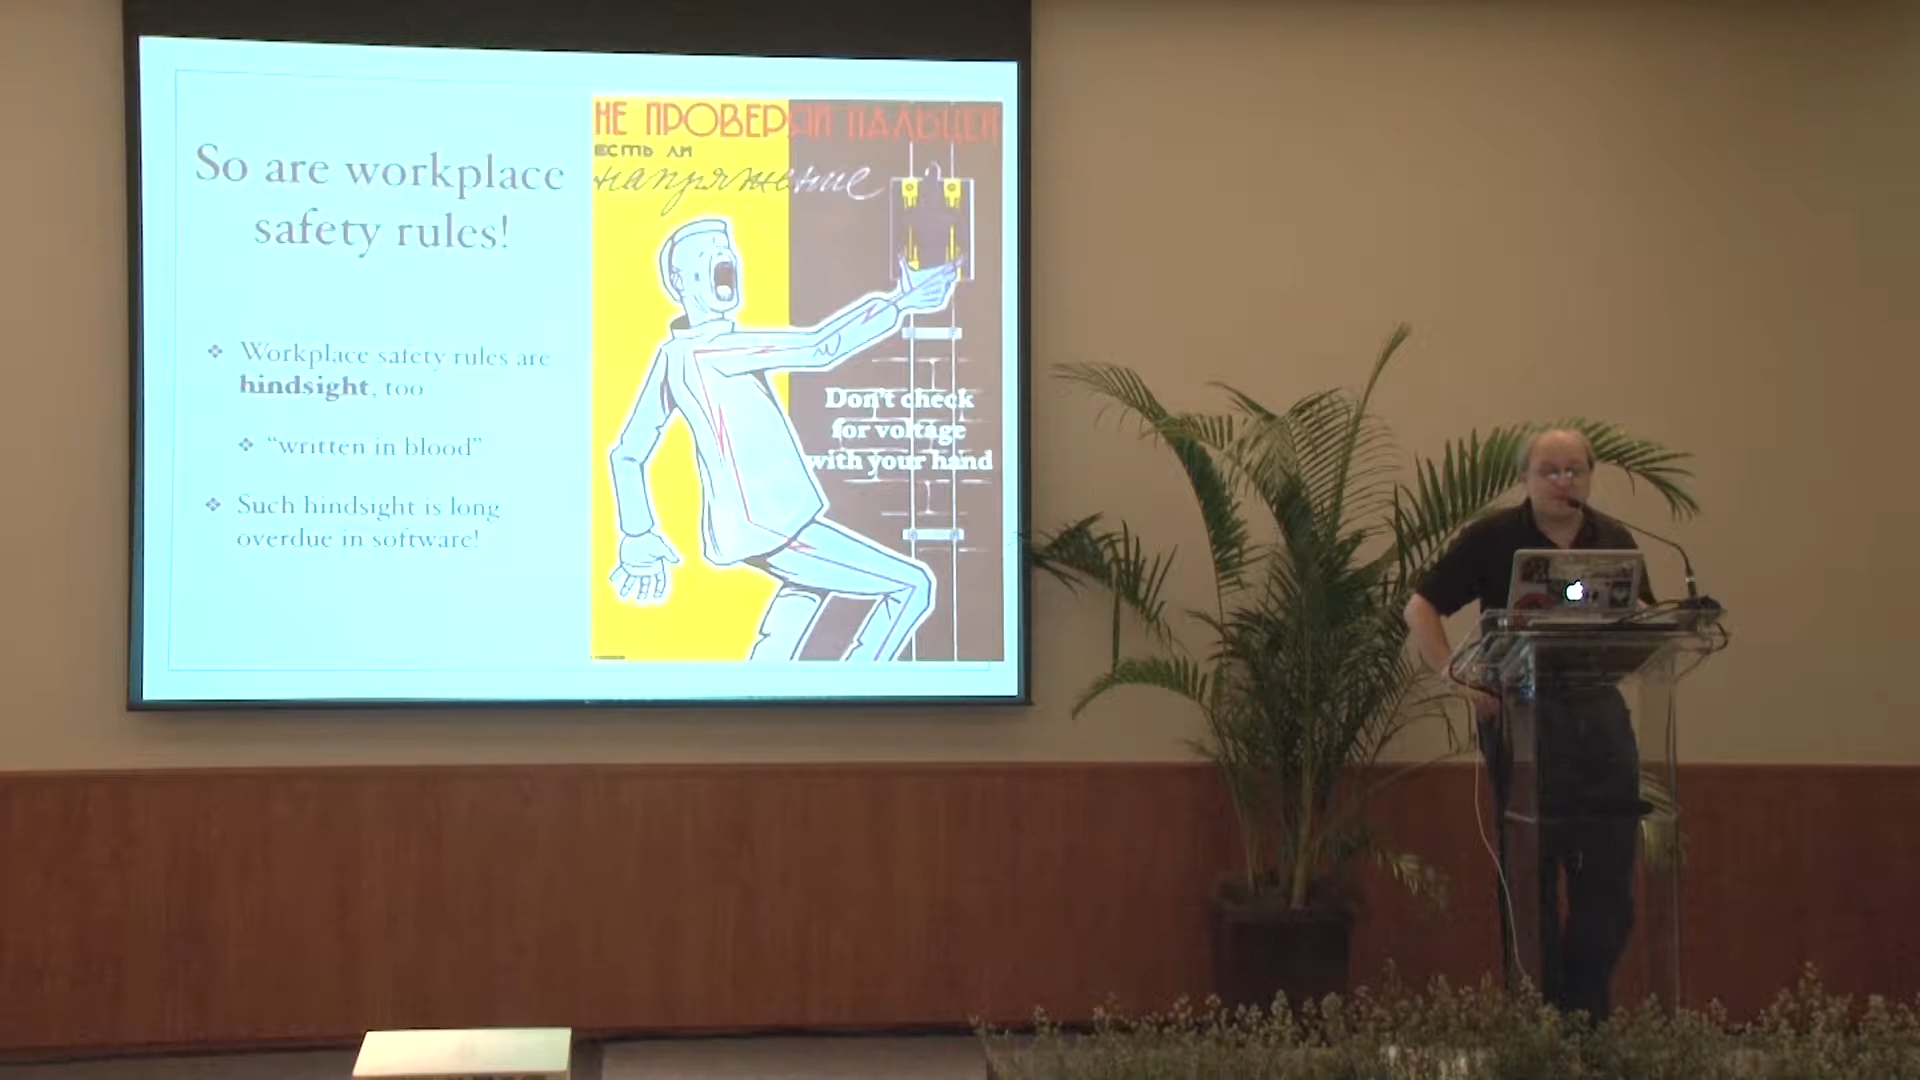 So are workplace
safety rules!
❖ Workplace safety rules are
hindsight, too
❖ “written in blood”
❖ Such hindsight is long
overdue in software!
НЕ ПРОВЕРЯЙ ПАЛЬЦЕМ
есть ли
напряжение
Don't check
for voltage
with your hand